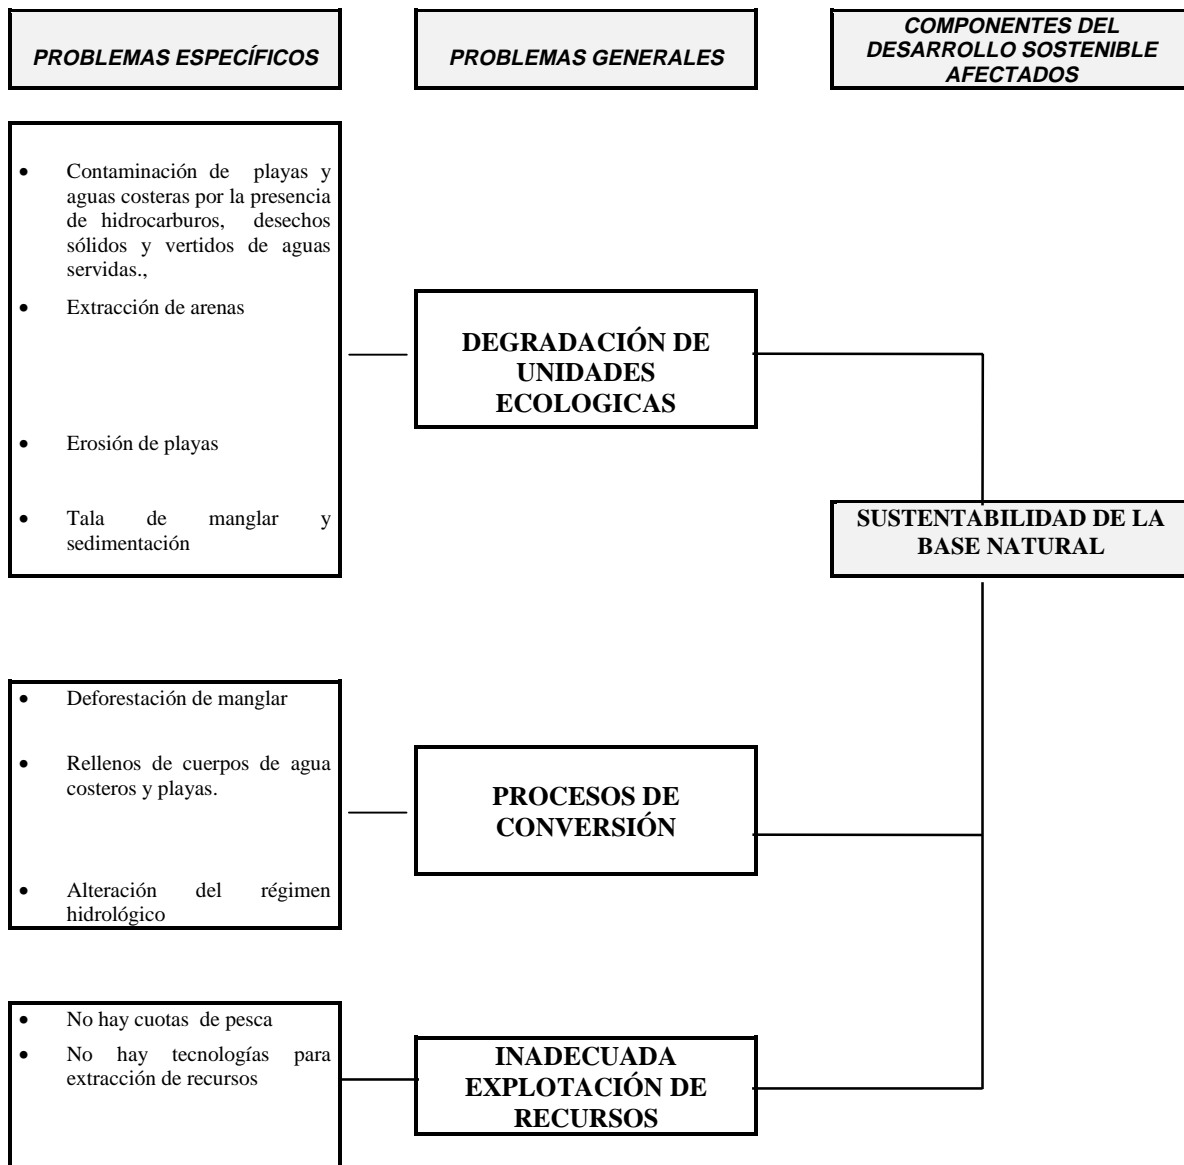 PROBLEMAS ESPECÍFICOS
PROBLEMAS GENERALES
COMPONENTES DEL
DESARROLLO SOSTENIBLE
AFECTADOS
• Contaminación de playas y
aguas costeras por la presencia
de hidrocarburos, desechos
sólidos y vertidos de aguas
servidas.,
• Extracción de arenas
• Erosión de playas
• Tala de manglar y
sedimentación
DEGRADACIÓN DE
UNIDADES
ECOLOGICAS
SUSTENTABILIDAD DE LA
BASE NATURAL
• Deforestación de manglar
• Rellenos de cuerpos de agua
costeros y playas.
• Alteración del régimen
hidrológico
PROCESOS DE
CONVERSIÓN
• No hay cuotas de pesca
• No hay tecnologías para
extracción de recursos
INADECUADA
EXPLOTACIÓN DE
RECURSOS